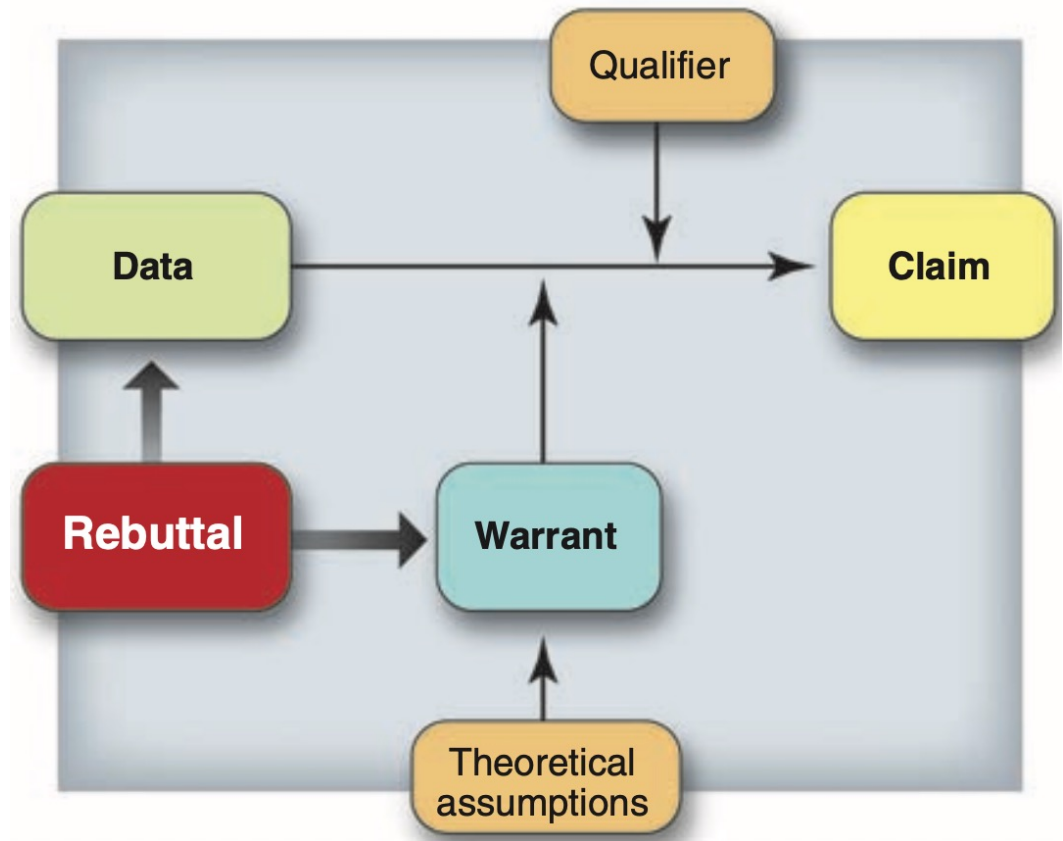 Qualifier
Data
Claim
Rebuttal
Warrant
Theoretical
assumptions